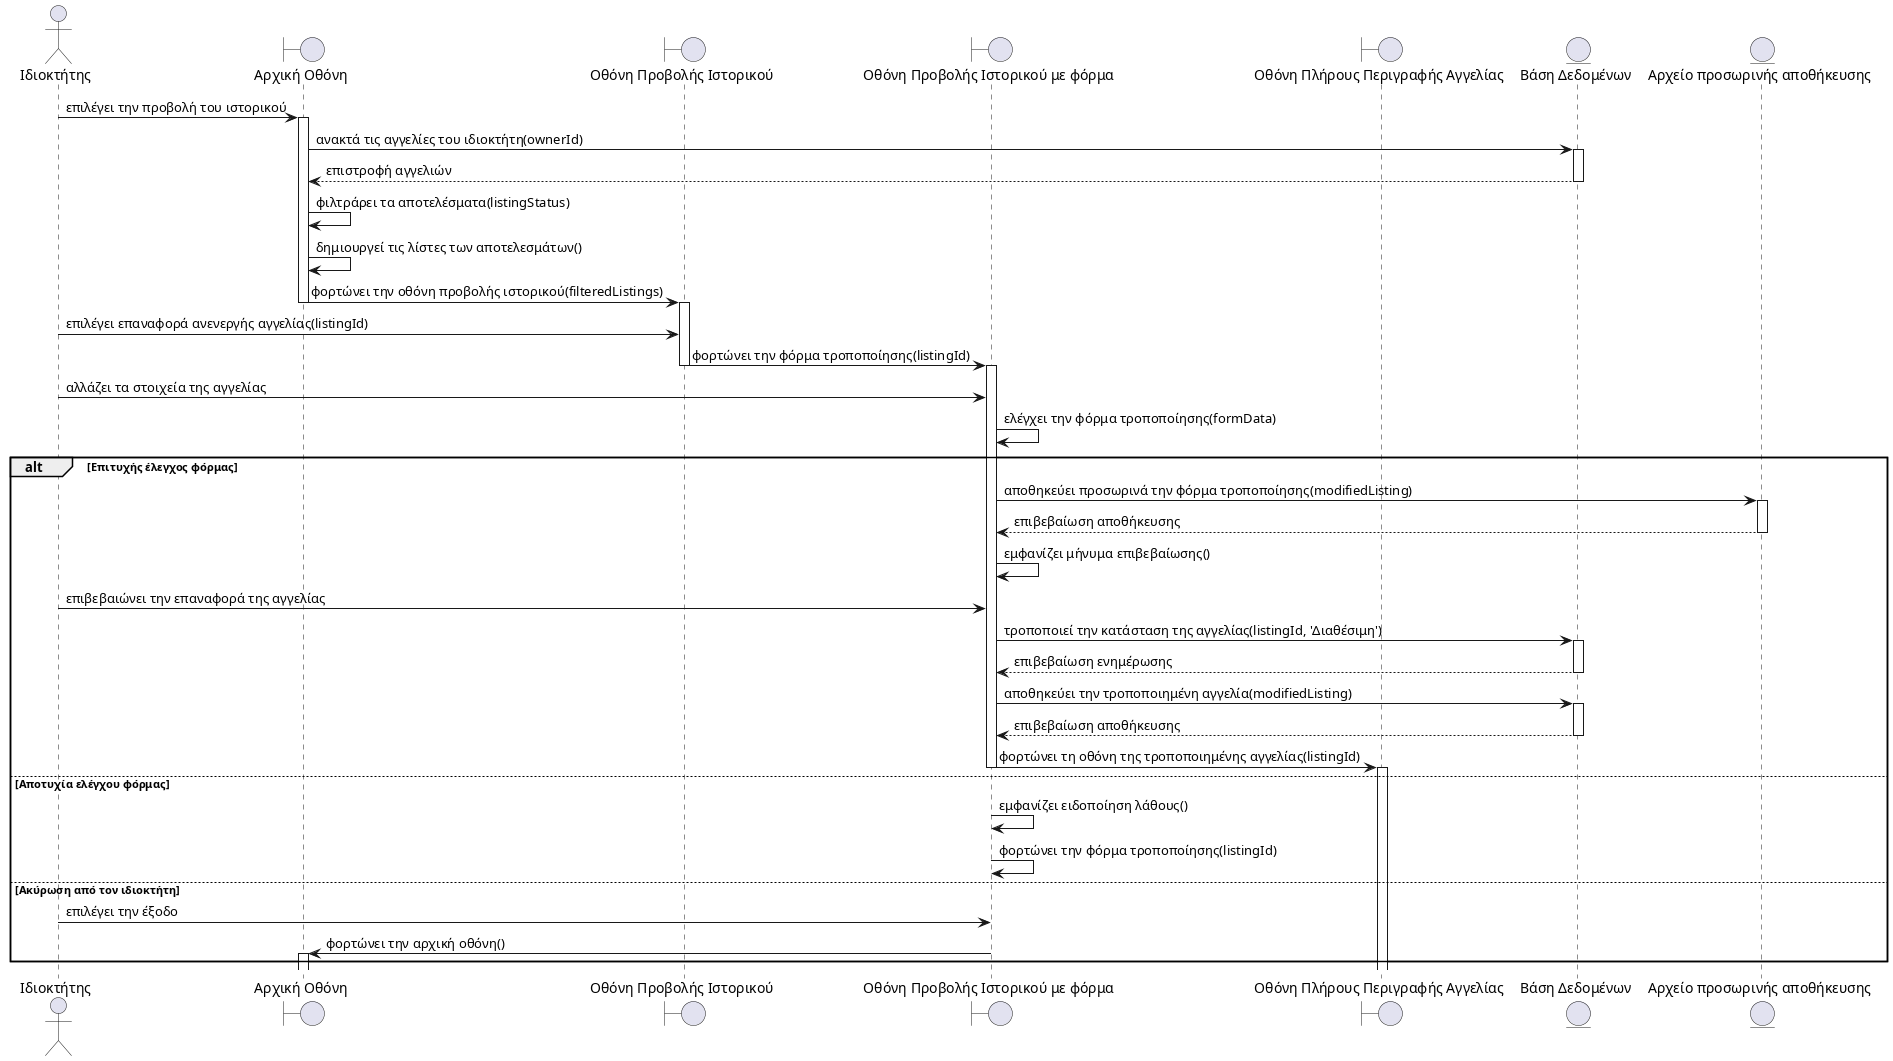 Ιδιοκτήτης
Αρχική Οθόνη
Οθόνη Προβολής Ιστορικού
Οθόνη Προβολής Ιστορικού με φόρμα
Οθόνη Πλήρους Περιγραφής Αγγελίας
Βάση Δεδομένων
Αρχείο προσωρινής αποθήκευσης
επιλέγει την προβολή του ιστορικού
ανακτά τις αγγελίες του ιδιοκτήτη(ownerId)
επιστροφή αγγελιών
φιλτράρει τα αποτελέσματα(listingStatus)
δημιουργεί τις λίστες των αποτελεσμάτων()
φορτώνει την οθόνη προβολής ιστορικού(filteredListings)
επιλέγει επαναφορά ανενεργής αγγελίας(listingId)
φορτώνει την φόρμα τροποποίησης(listingId)
αλλάζει τα στοιχεία της αγγελίας
ελέγχει την φόρμα τροποποίησης(formData)
alt [Επιτυχής έλεγχος φόρμας]
αποθηκεύει προσωρινά την φόρμα τροποποίησης(modifiedListing)
επιβεβαίωση αποθήκευσης
εμφανίζει μήνυμα επιβεβαίωσης()
επιβεβαιώνει την επαναφορά της αγγελίας
τροποποιεί την κατάσταση της αγγελίας(listingId, 'Διαθέσιμη')
επιβεβαίωση ενημέρωσης
αποθηκεύει την τροποποιημένη αγγελία(modifiedListing)
επιβεβαίωση αποθήκευσης
φορτώνει τη οθόνη της τροποποιημένης αγγελίας(listingId)
[Αποτυχία ελέγχου φόρμας]
εμφανίζει ειδοποίηση λάθους()
φορτώνει την φόρμα τροποποίησης(listingId)
[Ακύρωση από τον ιδιοκτήτη]
επιλέγει την έξοδο
φορτώνει την αρχική οθόνη()
Ιδιοκτήτης
Αρχική Οθόνη
Οθόνη Προβολής Ιστορικού
Οθόνη Προβολής Ιστορικού με φόρμα
Οθόνη Πλήρους Περιγραφής Αγγελίας
Βάση Δεδομένων
Αρχείο προσωρινής αποθήκευσης